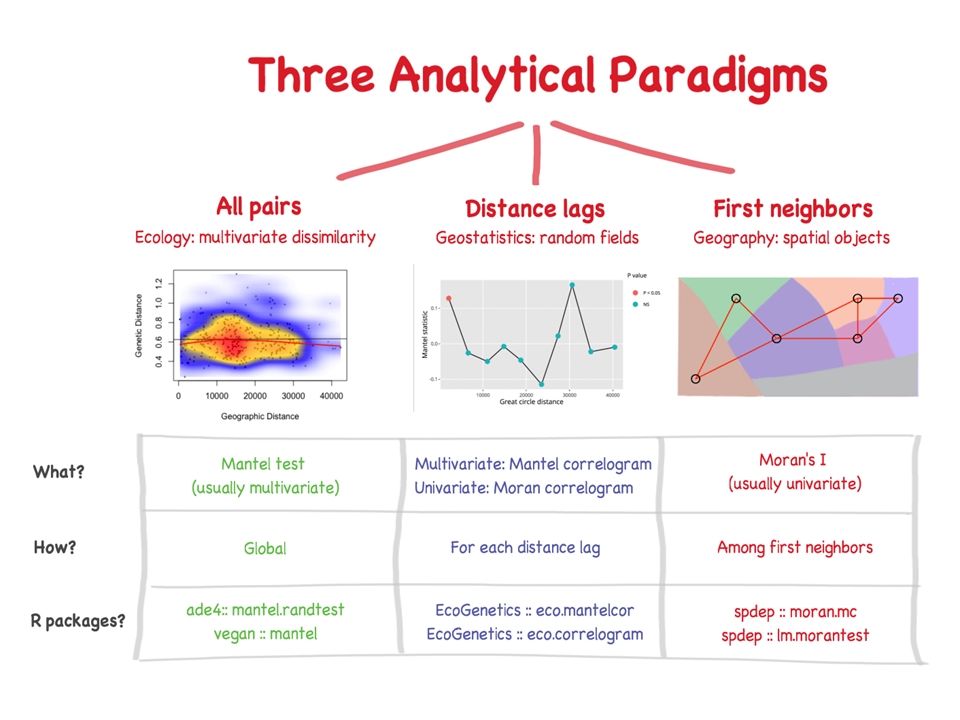 Three Analytical Paradigms
All pairs
Ecology: multivariate dissimilarity
Distance lags
Geostatistics: random fields
First neighbors
Geography: spatial objects
Genetic Distance
1.2
1.0
0.8
0.6
0.4
0 10000 20000 30000 40000
Geographic Distance
Mantel statistic
0.1
0.0
-0.1
10000 20000 30000 40000
Great circle distance
P value
P < 0.05
NS
What?
Mantel test
(usually multivariate)
Multivariate: Mantel correlogram
Univariate: Moran correlogram
Moran's I
(usually univariate)
How?
Global
For each distance lag
Among first neighbors
R packages?
ade4:: mantel.randtest
vegan :: mantel
EcoGenetics :: eco.mantelcor
EcoGenetics :: eco.correlogram
spdep :: moran.mc
spdep :: lm.morantest